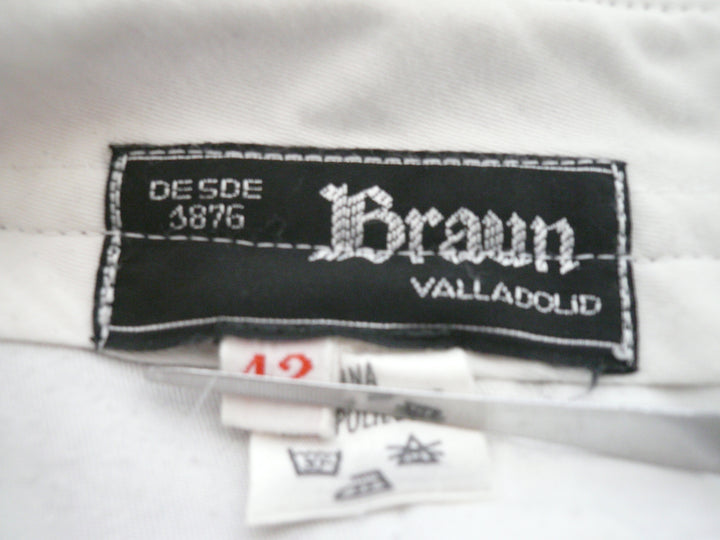 DESDE
1876
Braun
VALLADOLID
42